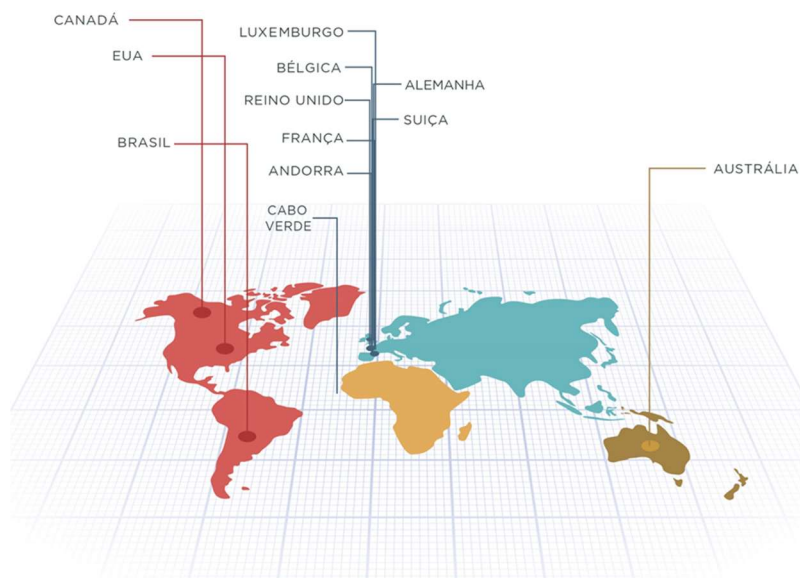 CANADÁ
EUA
BRASIL
LUXEMBURGO
BÉLGICA
REINO UNIDO
FRANÇA
ANDORRA
CABO
VERDE
ALEMANHA
SUIÇA
AUSTRÁLIA